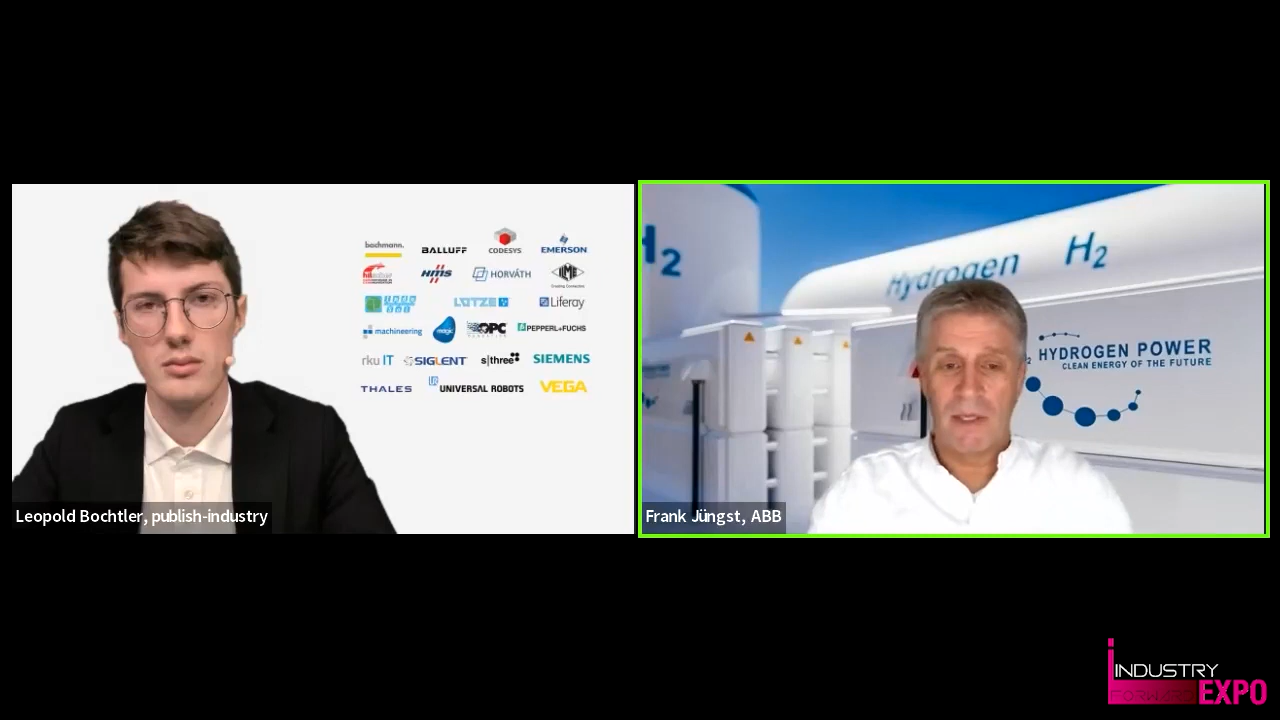 bachmann.
BALLUFF
CODESYS
EMERSON
HMS
HORVÁTH
ILME
LÜTZE
Liferay
machineering
OPC
PEPPERL+FUCHS
rku IT
SIGLENT
s|three
SIEMENS
THALES
UNIVERSAL ROBOTS
VEGA
Leopold Bochtler, publish-industry
H2
Hydrogen H2
HYDROGEN POWER
CLEAN ENERGY OF THE FUTURE
Frank Jüngst, ABB
INDUSTRY
FORWARD EXPO